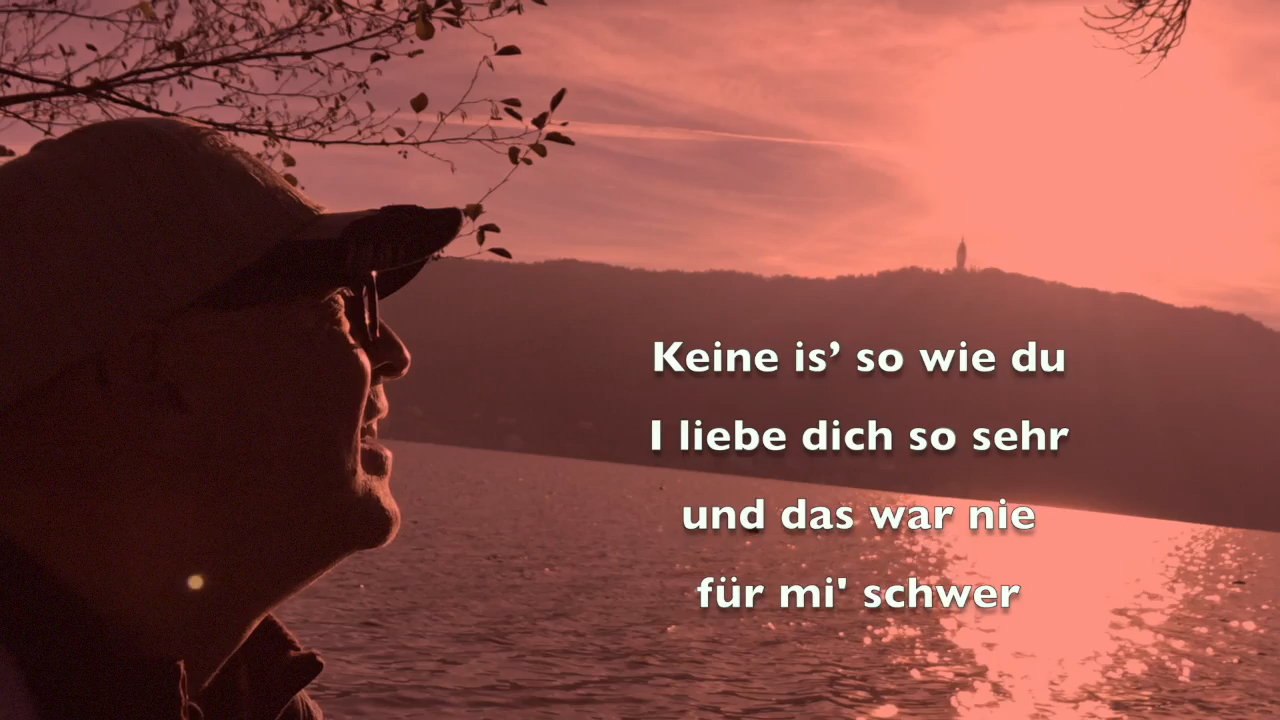 Keine is’ so wie du
I liebe dich so sehr
und das war nie
für mi' schwer